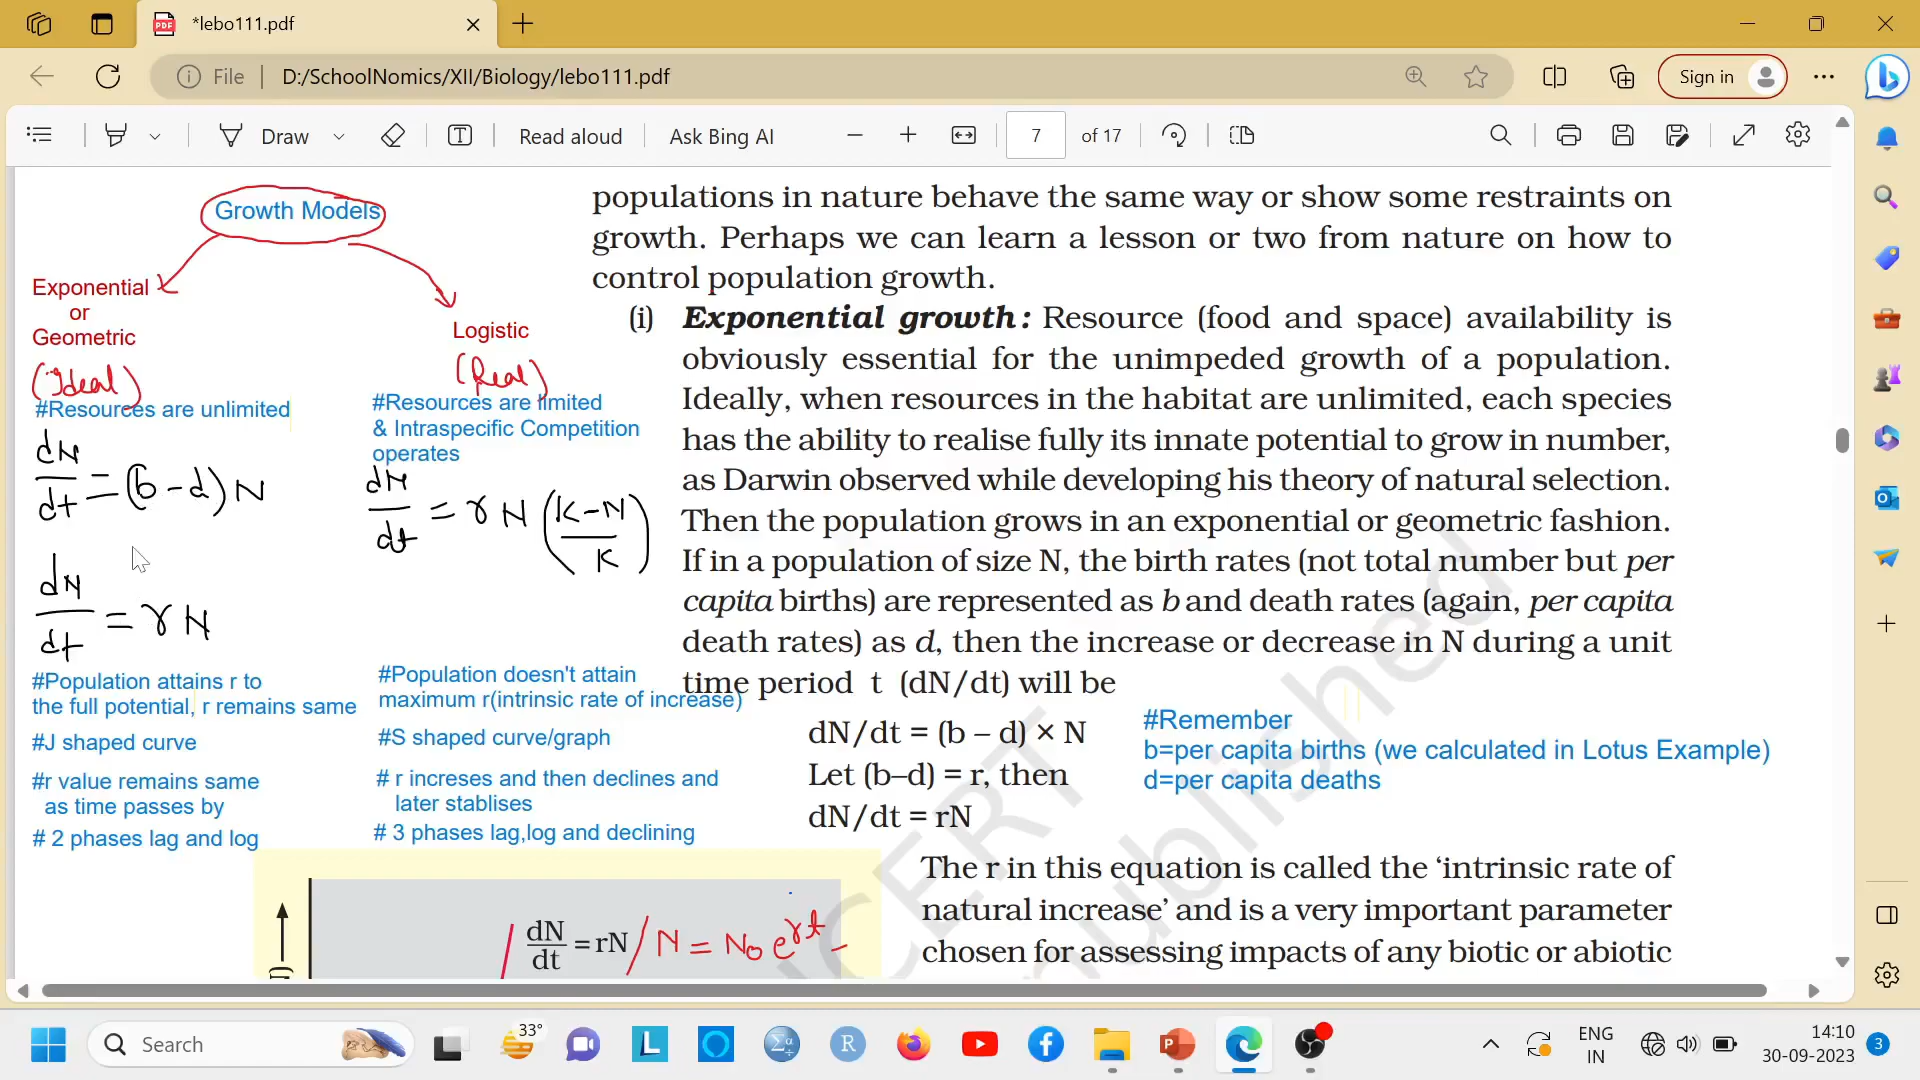 *lebo111.pdf
File
D:/SchoolNomics/XII/Biology/lebo111.pdf
Sign in
Draw
Read aloud
Ask Bing AI
7 of 17
Growth Models
Exponential
or
Geometric
(Ideal)
#Resources are unlimited
dN/dt = (b - d) N
dN/dt = r N
#Population attains r to
the full potential, r remains same
#J shaped curve
#r value remains same
as time passes by
# 2 phases lag and log
Logistic
(Real)
#Resources are limited
& Intraspecific Competition
operates
dN/dt = r N (K - N / K)
#Population doesn't attain
maximum r(intrinsic rate of increase)
#S shaped curve/graph
# r increses and then declines and
later stablises
# 3 phases lag,log and declining
populations in nature behave the same way or show some restraints on
growth. Perhaps we can learn a lesson or two from nature on how to
control population growth.
(i) Exponential growth: Resource (food and space) availability is
obviously essential for the unimpeded growth of a population.
Ideally, when resources in the habitat are unlimited, each species
has the ability to realise fully its innate potential to grow in number,
as Darwin observed while developing his theory of natural selection.
Then the population grows in an exponential or geometric fashion.
If in a population of size N, the birth rates (not total number but per
capita births) are represented as b and death rates (again, per capita
death rates) as d, then the increase or decrease in N during a unit
time period t (dN/dt) will be
dN/dt = (b – d) × N
Let (b–d) = r, then
dN/dt = rN
#Remember
b=per capita births (we calculated in Lotus Example)
d=per capita deaths
The r in this equation is called the ‘intrinsic rate of
natural increase’ and is a very important parameter
chosen for assessing impacts of any biotic or abiotic
dN/dt = rN / N = N₀ e^rt
Search
33°
ENG
IN
14:10
30-09-2023
3